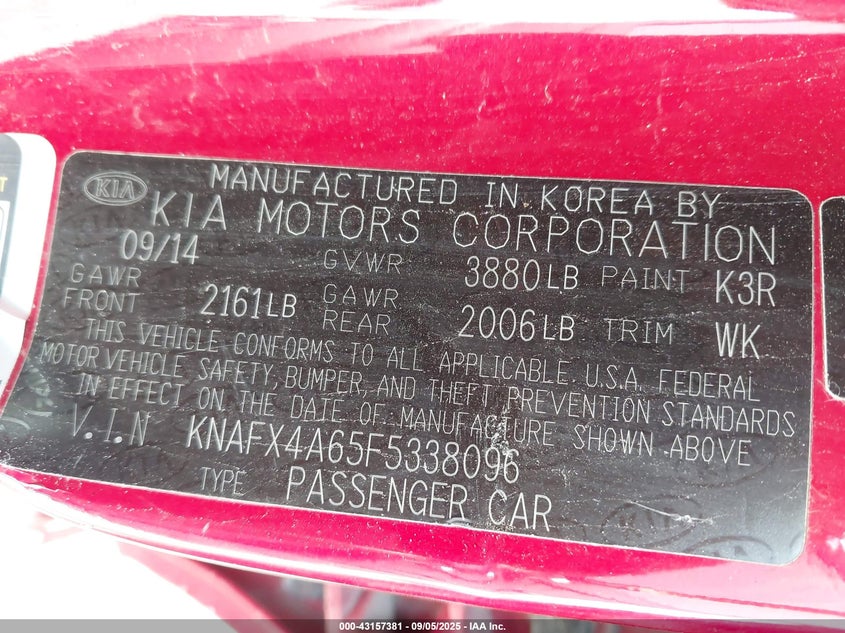 KIA
MANUFACTURED IN KOREA BY
KIA MOTORS CORPORATION
09/14 GVWR 3880LB PAINT K3R
GAWR FRONT 2161LB GAWR REAR 2006LB TRIM WK
THIS VEHICLE CONFORMS TO ALL APPLICABLE U.S.A. FEDERAL
MOTOR VEHICLE SAFETY, BUMPER, AND THEFT PREVENTION STANDARDS
IN EFFECT ON THE DATE OF MANUFACTURE SHOWN ABOVE.
V.I.N KNAFX4A65F5338096
TYPE PASSENGER CAR
000-43157381 - 09/05/2025 - IAA Inc.